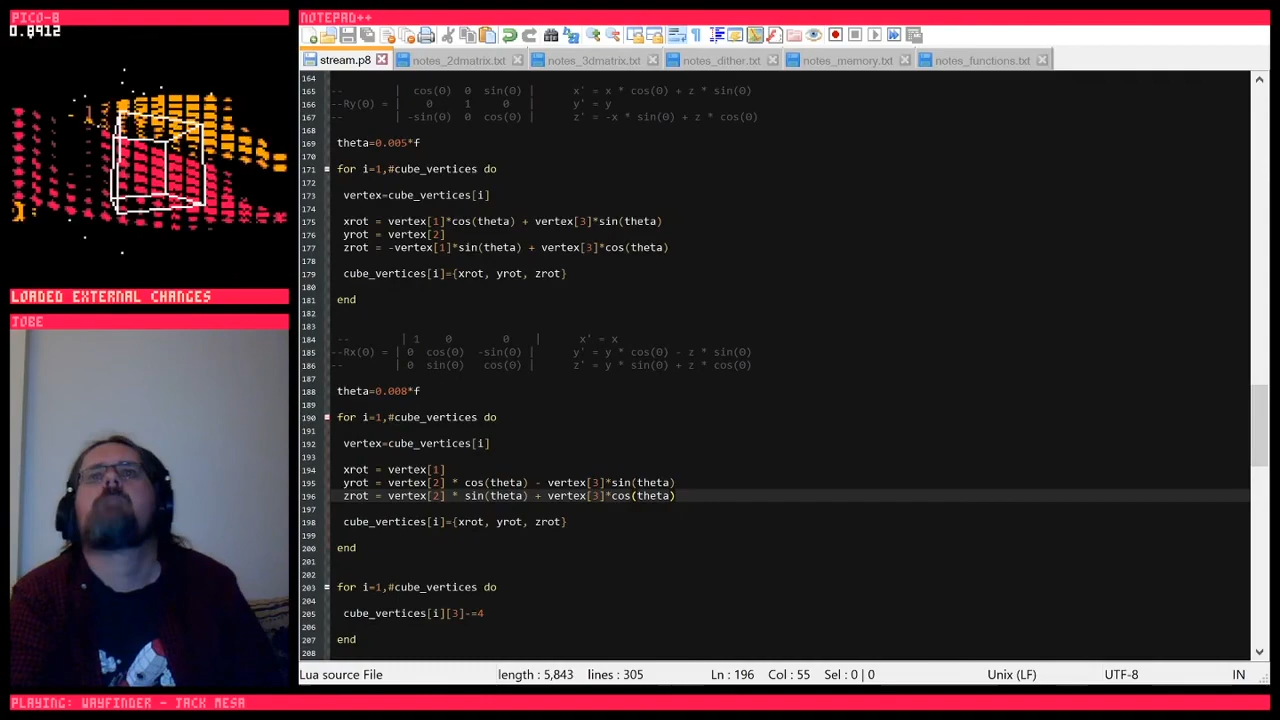 PICO-8
0.8912
LOADED EXTERNAL CHANGES
JOBE
NOTEPAD++
stream.p8
notes_2dmatrix.txt
notes_3dmatrix.txt
notes_dither.txt
notes_memory.txt
notes_functions.txt
164
165 -- | cos(θ) 0 sin(θ) | x' = x * cos(θ) + z * sin(θ)
166 --Ry(θ) = | 0 1 0 | y' = y
167 -- | -sin(θ) 0 cos(θ) | z' = -x * sin(θ) + z * cos(θ)
168
169 theta=0.005*f
170
171 for i=1,#cube_vertices do
172
173 vertex=cube_vertices[i]
174
175 xrot = vertex[1]*cos(theta) + vertex[3]*sin(theta)
176 yrot = vertex[2]
177 zrot = -vertex[1]*sin(theta) + vertex[3]*cos(theta)
178
179 cube_vertices[i]={xrot, yrot, zrot}
180
181 end
182
183
184 -- | 1 0 0 | x' = x
185 --Rx(θ) = | 0 cos(θ) -sin(θ) | y' = y * cos(θ) - z * sin(θ)
186 -- | 0 sin(θ) cos(θ) | z' = y * sin(θ) + z * cos(θ)
187
188 theta=0.008*f
189
190 for i=1,#cube_vertices do
191
192 vertex=cube_vertices[i]
193
194 xrot = vertex[1]
195 yrot = vertex[2] * cos(theta) - vertex[3]*sin(theta)
196 zrot = vertex[2] * sin(theta) + vertex[3]*cos(theta)
197
198 cube_vertices[i]={xrot, yrot, zrot}
199
200 end
201
202
203 for i=1,#cube_vertices do
204
205 cube_vertices[i][3]-=4
206
207 end
208
Lua source File length : 5,843 lines : 305 Ln : 196 Col : 55 Sel : 0 | 0 Unix (LF) UTF-8 IN
PLAYING: WAYFINDER - JACK MESA